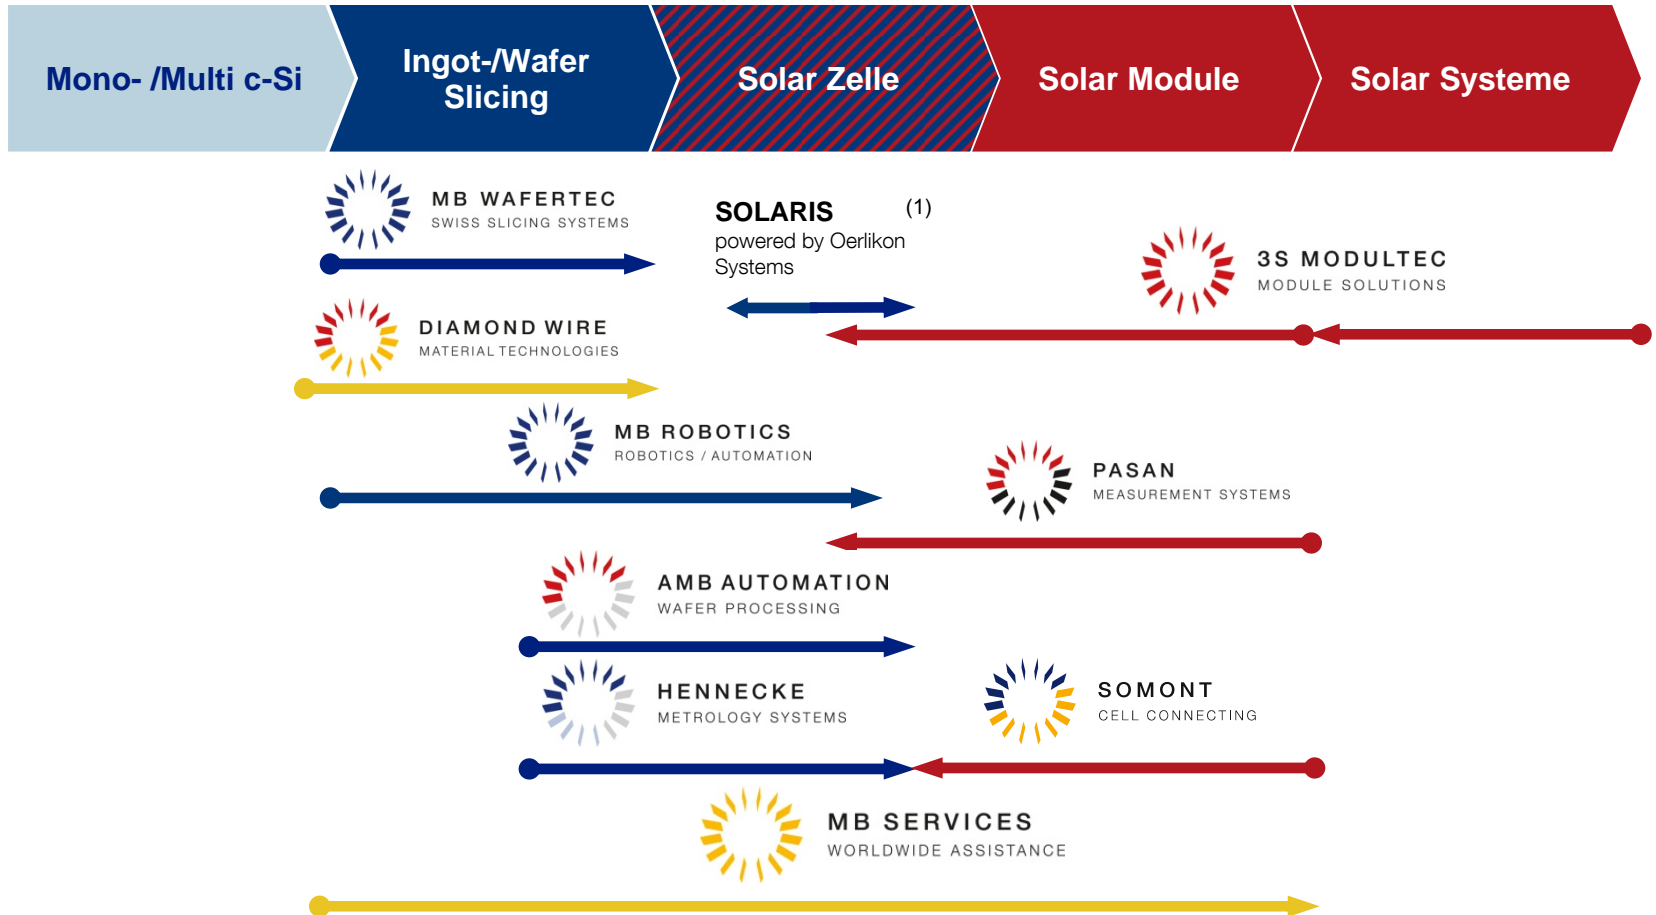 Mono- /Multi c-Si
Ingot-/Wafer
Slicing
Solar Zelle
Solar Module
Solar Systeme
MB WAFERTEC
SWISS SLICING SYSTEMS
SOLARIS (1)
powered by Oerlikon
Systems
3S MODULTEC
MODULE SOLUTIONS
DIAMOND WIRE
MATERIAL TECHNOLOGIES
MB ROBOTICS
ROBOTICS / AUTOMATION
PASAN
MEASUREMENT SYSTEMS
AMB AUTOMATION
WAFER PROCESSING
HENNECKE
METROLOGY SYSTEMS
SOMONT
CELL CONNECTING
MB SERVICES
WORLDWIDE ASSISTANCE